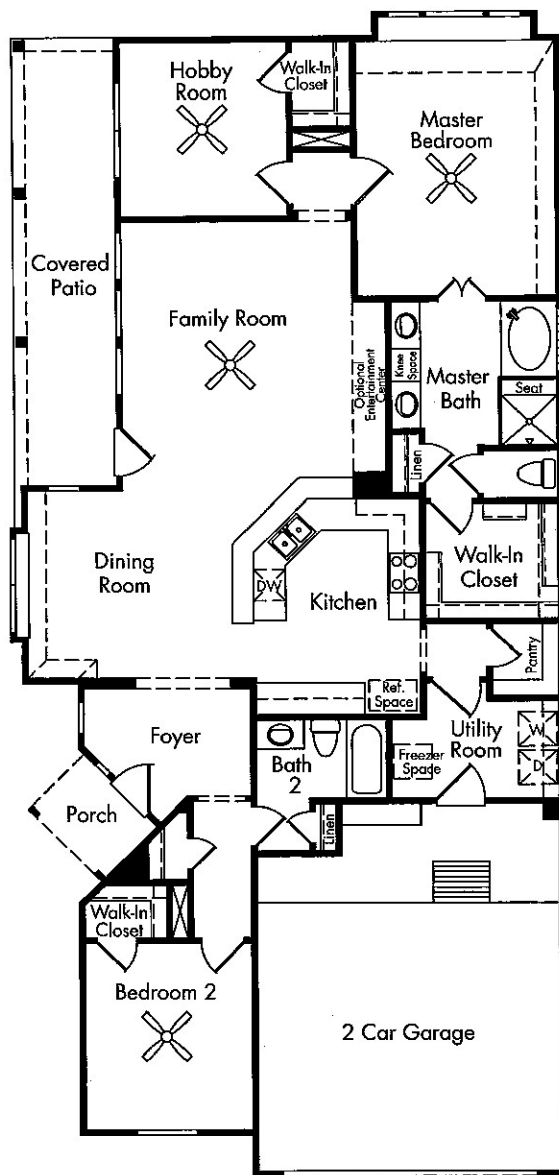 Hobby
Room
Walk-In
Closet
Master
Bedroom
Covered
Patio
Family Room
Optional
Entertainment
Center
Knee
Space
Master
Bath
Seat
Linen
Walk-In
Closet
Dining
Room
DW
Kitchen
Pantry
Ref.
Space
Utility
Room
W
D
Freezer
Space
Foyer
Bath
2
Linen
Porch
Walk-In
Closet
Bedroom 2
2 Car Garage